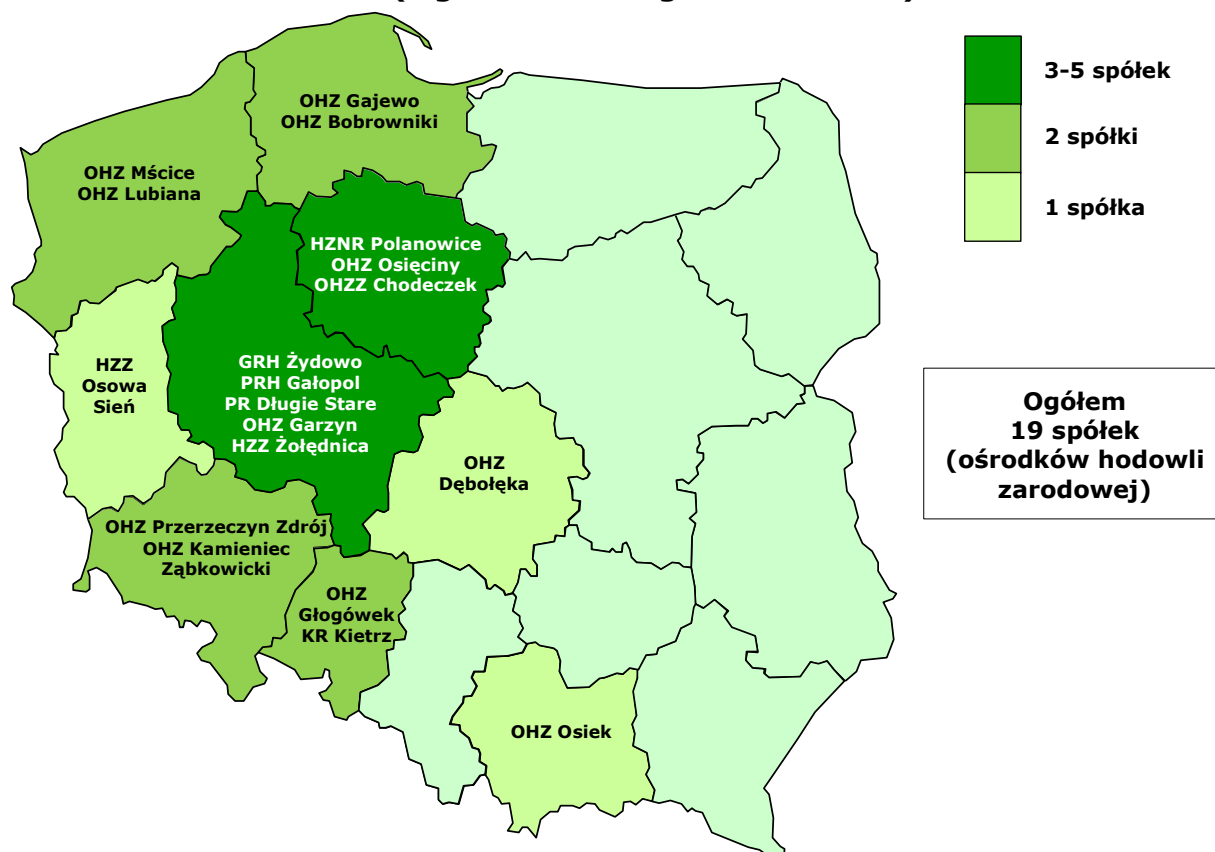 3-5 spółek
2 spółki
1 spółka
OHZ Gajewo
OHZ Bobrowniki
OHZ Mścice
OHZ Lubiana
HZNR Polanowice
OHZ Osięciny
OHZZ Chodeczek
HZZ
Osowa
Sień
GRH Żydowo
PRH Gałopol
PR Długie Stare
OHZ Garzyn
HZZ Żołędnica
Ogółem
19 spółek
(ośrodków hodowli
zarodowej)
OHZ
Dębołęka
OHZ Przerzeczyn Zdrój
OHZ Kamieniec
Ząbkowicki
OHZ
Głogówek
KR Kietrz
OHZ Osiek